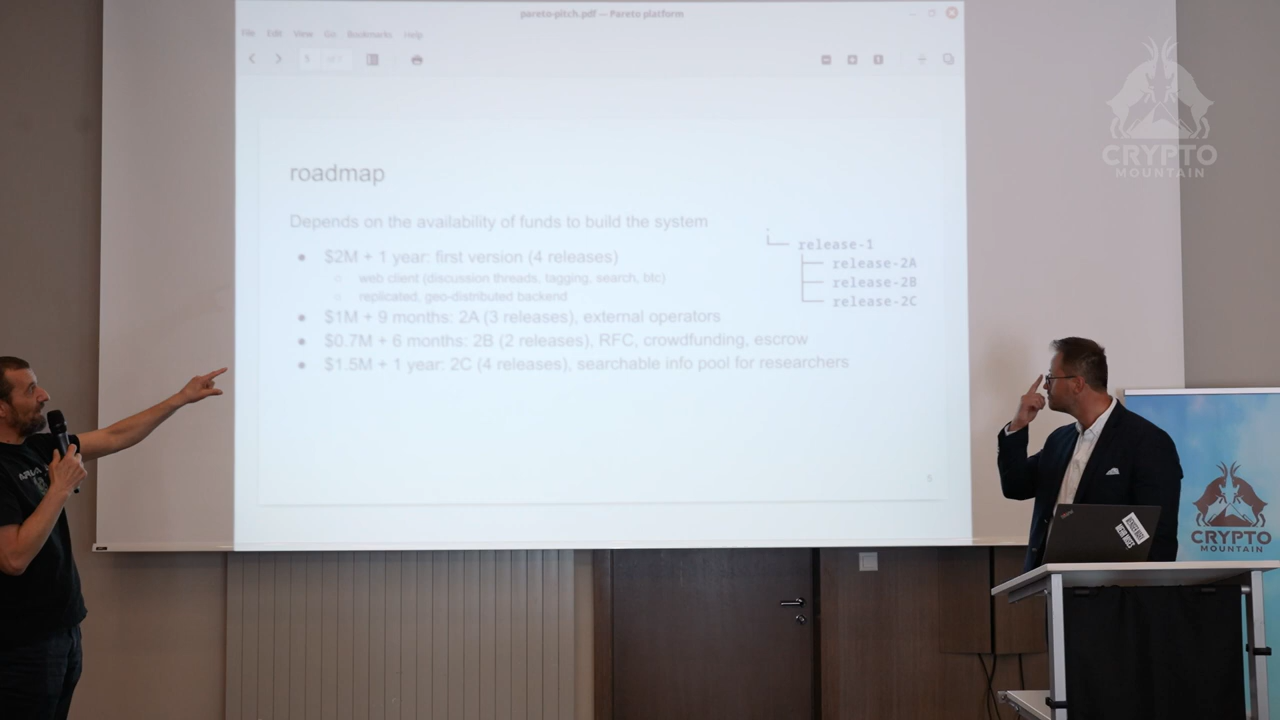 pareto-pitch.pdf — Pareto platform
File Edit View Go Bookmarks Help
5 of 7
roadmap
Depends on the availability of funds to build the system
$2M + 1 year: first version (4 releases)
web client (discussion threads, tagging, search, btc)
replicated, geo-distributed backend
$1M + 9 months: 2A (3 releases), external operators
$0.7M + 6 months: 2B (2 releases), RFC, crowdfunding, escrow
$1.5M + 1 year: 2C (4 releases), searchable info pool for researchers
.
release-1
release-2A
release-2B
release-2C
CRYPTO
MOUNTAIN
CRYPTO
MOUNTAIN